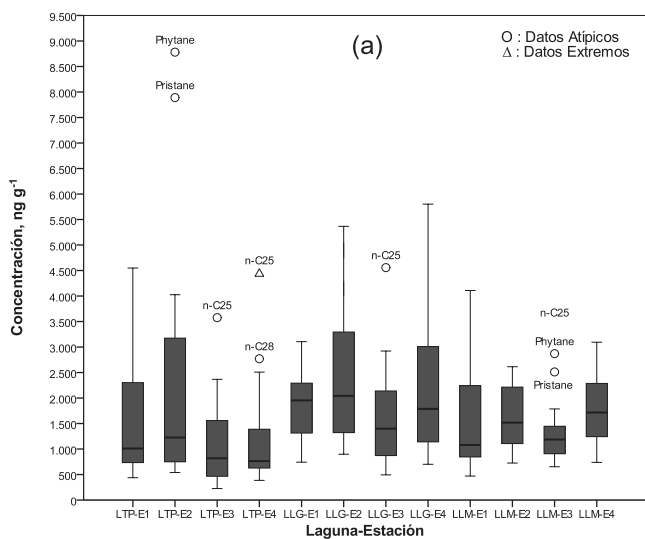 (a)
O : Datos Atípicos
Δ : Datos Extremos
Concentración, ng g⁻¹
9.500
9.000
8.500
8.000
7.500
7.000
6.500
6.000
5.500
5.000
4.500
4.000
3.500
3.000
2.500
2.000
1.500
1.000
500
0
Phytane
Pristane
n-C25
n-C25
n-C28
n-C25
n-C25
Phytane
Pristane
LTP-E1 LTP-E2 LTP-E3 LTP-E4 LLG-E1 LLG-E2 LLG-E3 LLG-E4 LLM-E1 LLM-E2 LLM-E3 LLM-E4
Laguna-Estación